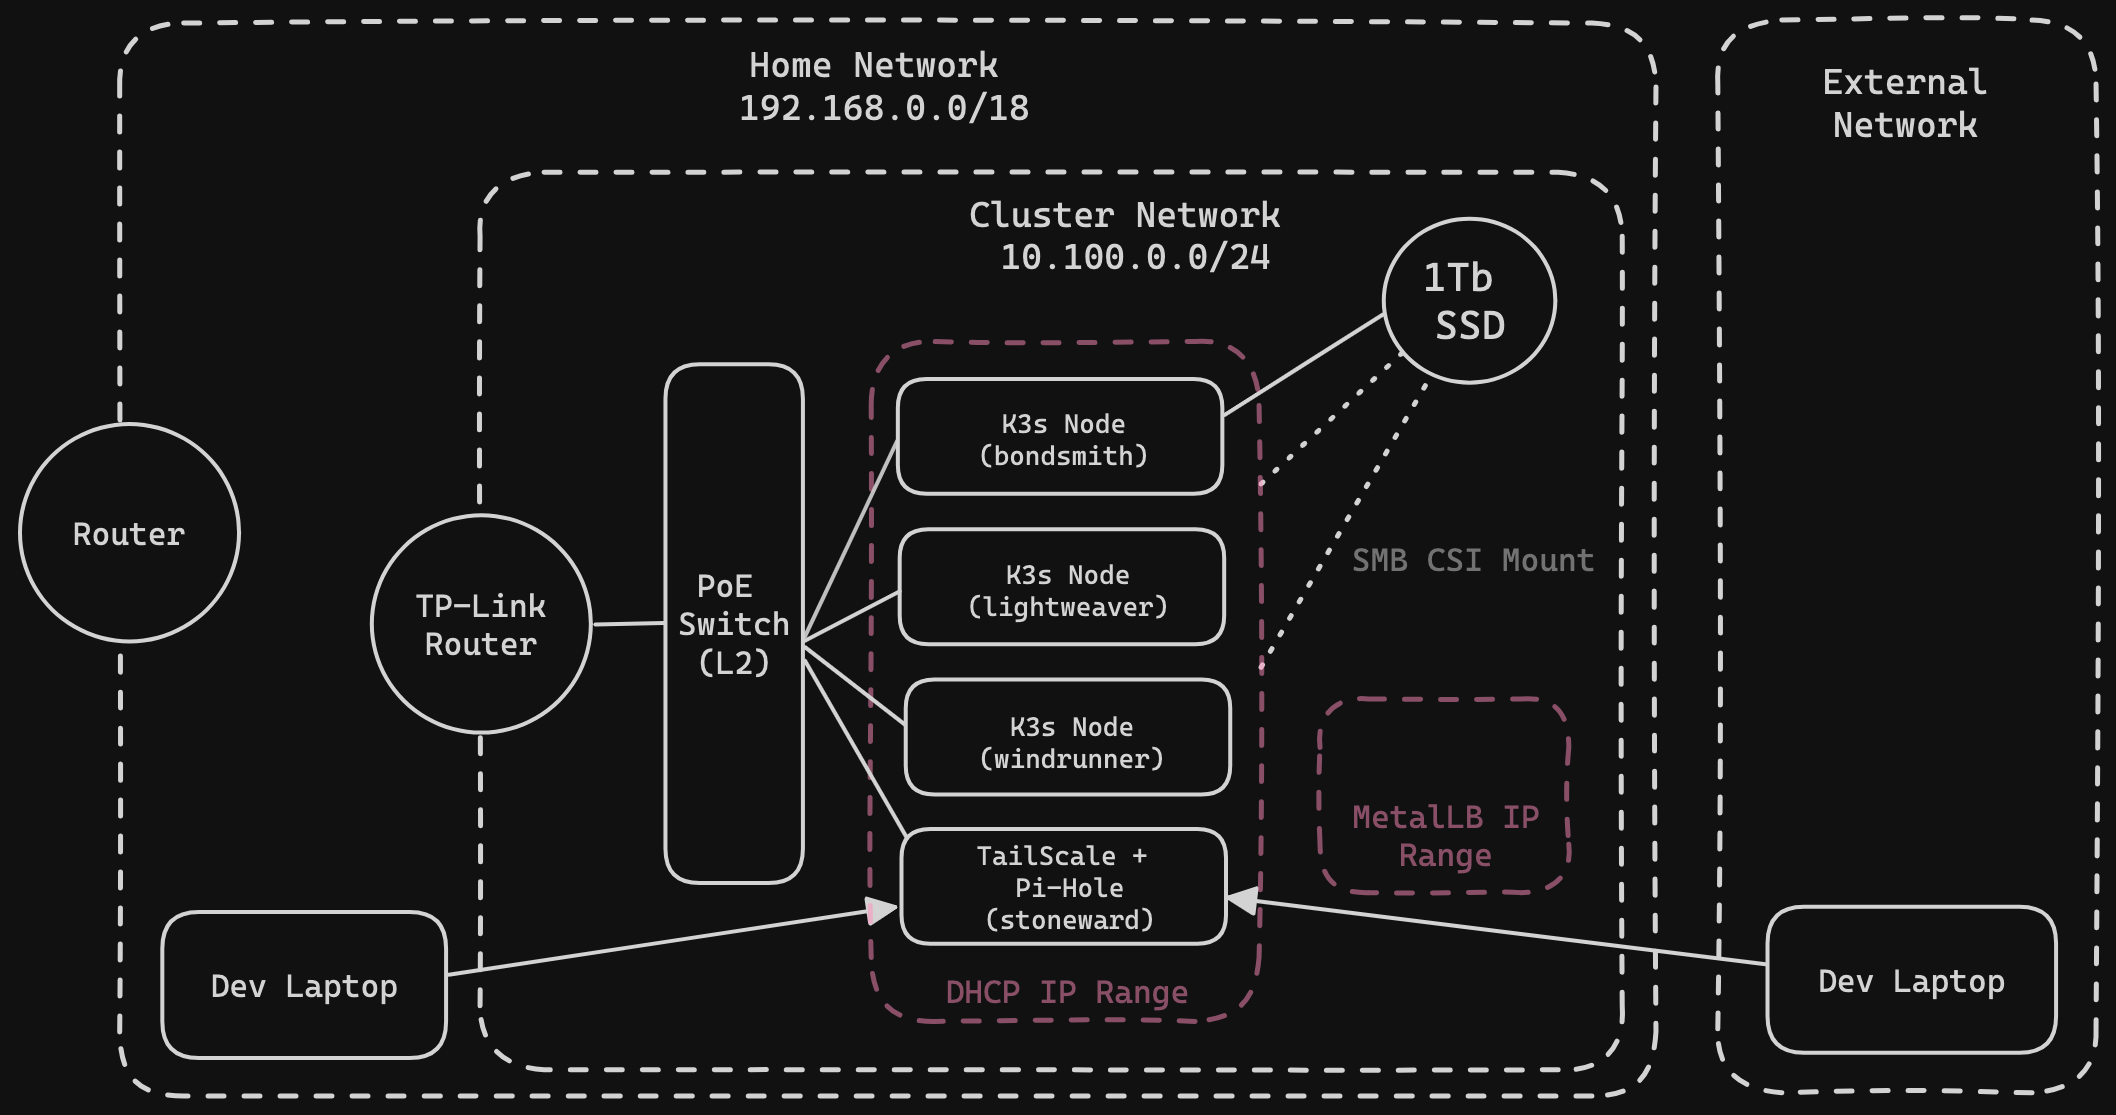 Home Network
192.168.0.0/18
External
Network
Cluster Network
10.100.0.0/24
1Tb
SSD
K3s Node
(bondsmith)
Router
TP-Link
Router
PoE
Switch
(L2)
K3s Node
(lightweaver)
SMB CSI Mount
K3s Node
(windrunner)
MetalLB IP
Range
TailScale +
Pi-Hole
(stoneward)
DHCP IP Range
Dev Laptop
Dev Laptop